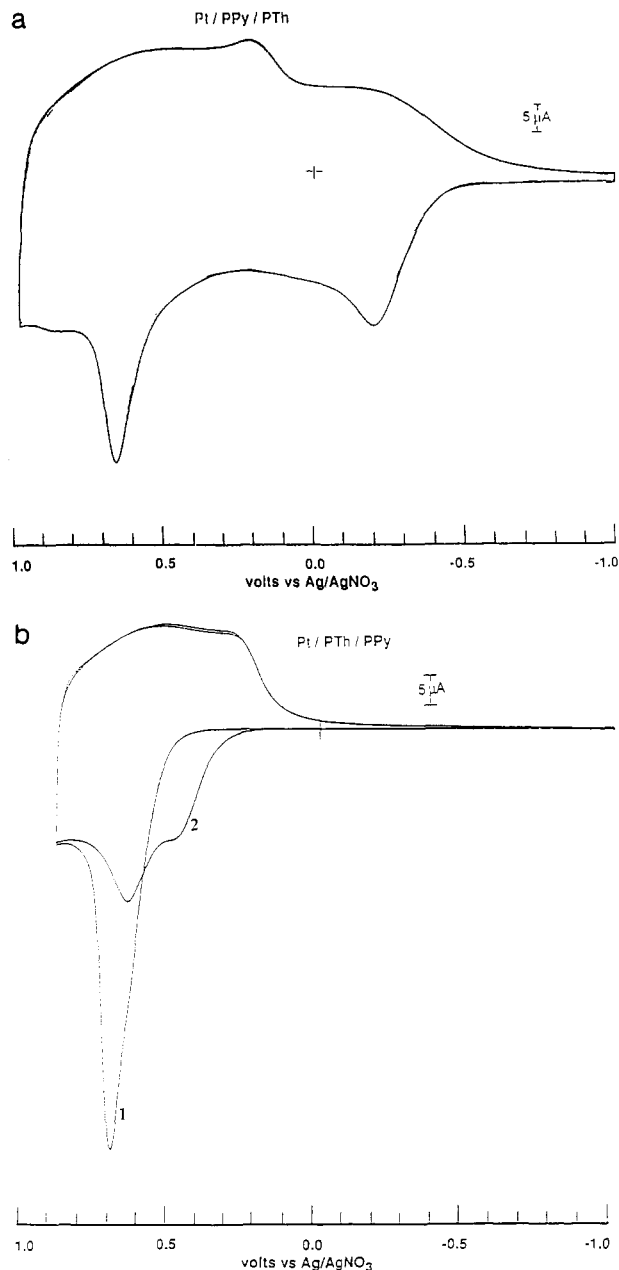 a
Pt / PPy / PTh
5 μA
1.0 0.5 0.0 -0.5 -1.0
volts vs Ag/AgNO₃
b
Pt / PTh / PPy
5 μA
2
1
1.0 0.5 0.0 -0.5 -1.0
volts vs Ag/AgNO₃